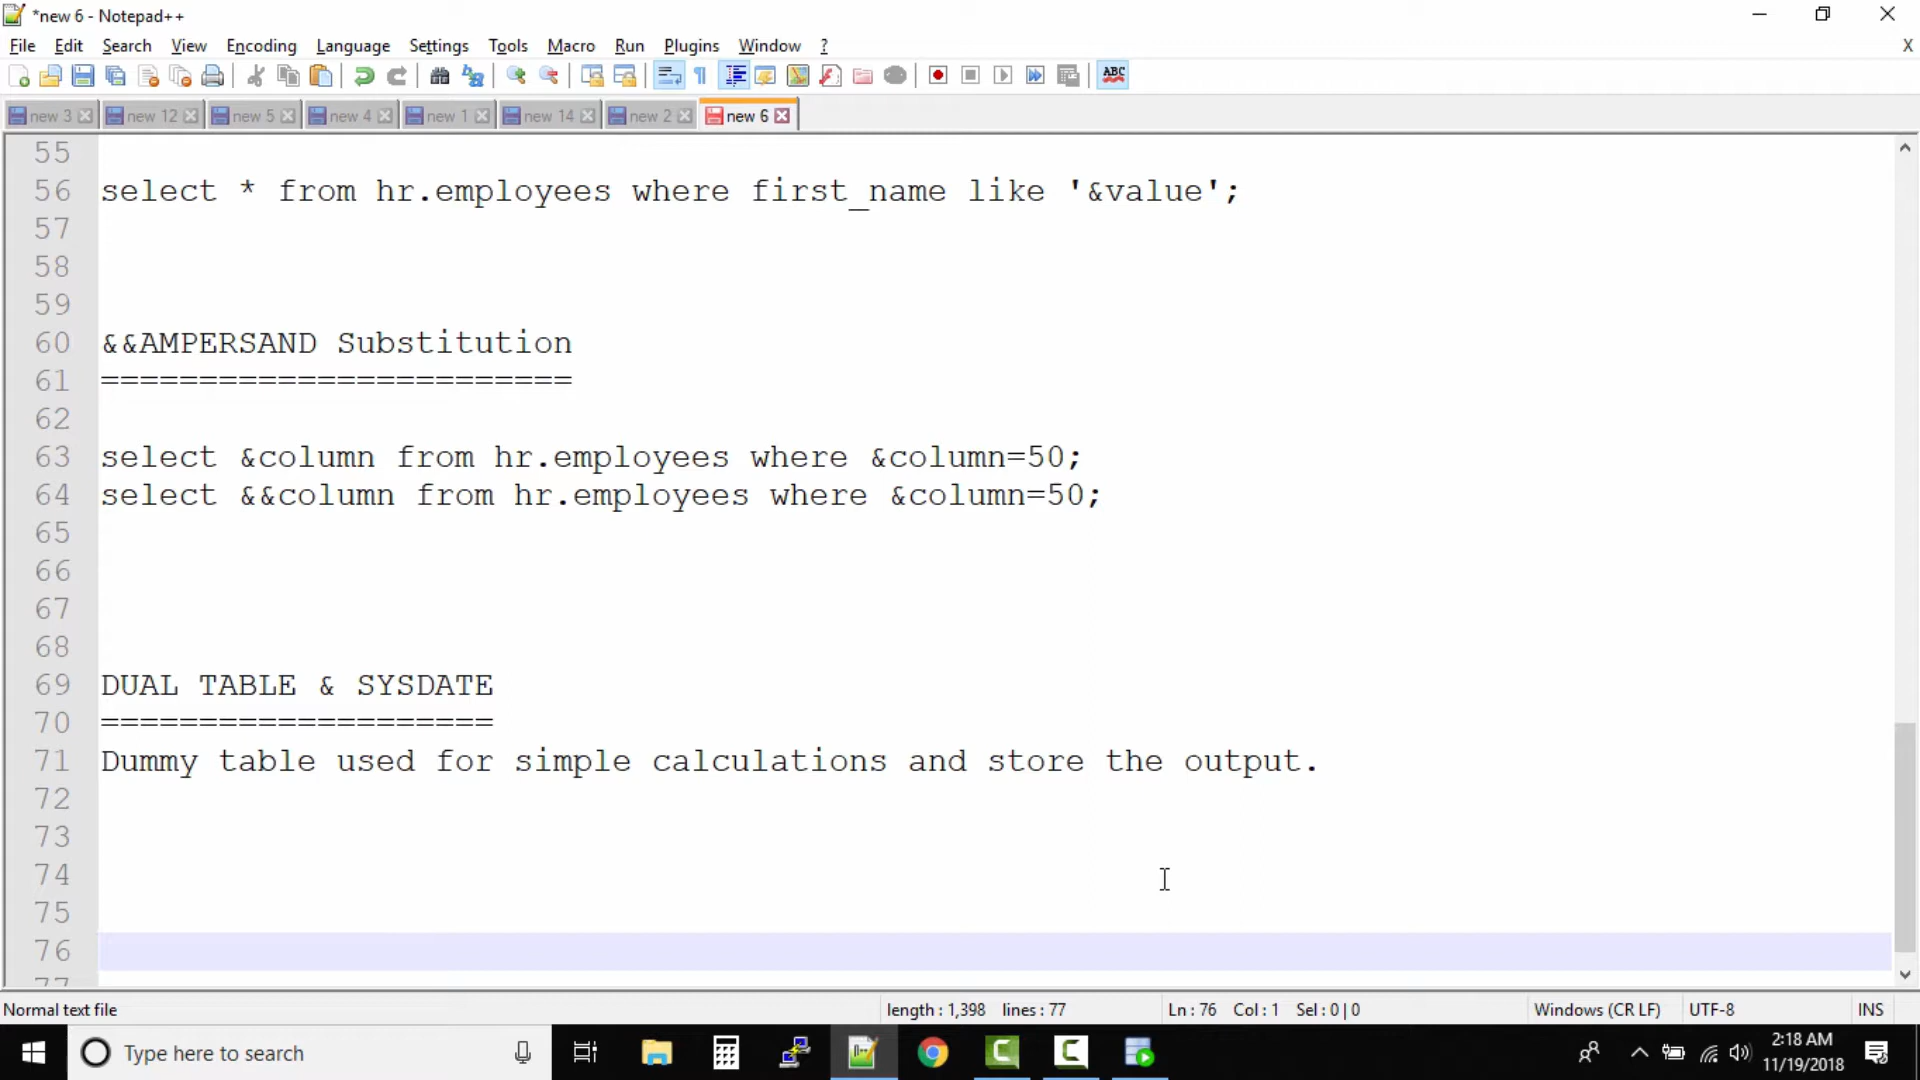 *new 6 - Notepad++
File Edit Search View Encoding Language Settings Tools Macro Run Plugins Window ? X
ABC
new 3 new 12 new 5 new 4 new 1 new 14 new 2 new 6
55
56 select * from hr.employees where first_name like '&value';
57
58
59
60 &&AMPERSAND Substitution
61 ========================
62
63 select &column from hr.employees where &column=50;
64 select &&column from hr.employees where &column=50;
65
66
67
68
69 DUAL TABLE & SYSDATE
70 ====================
71 Dummy table used for simple calculations and store the output.
72
73
74
75
76
77
Normal text file length : 1,398 lines : 77 Ln : 76 Col : 1 Sel : 0 | 0 Windows (CR LF) UTF-8 INS
Type here to search
2:18 AM
11/19/2018